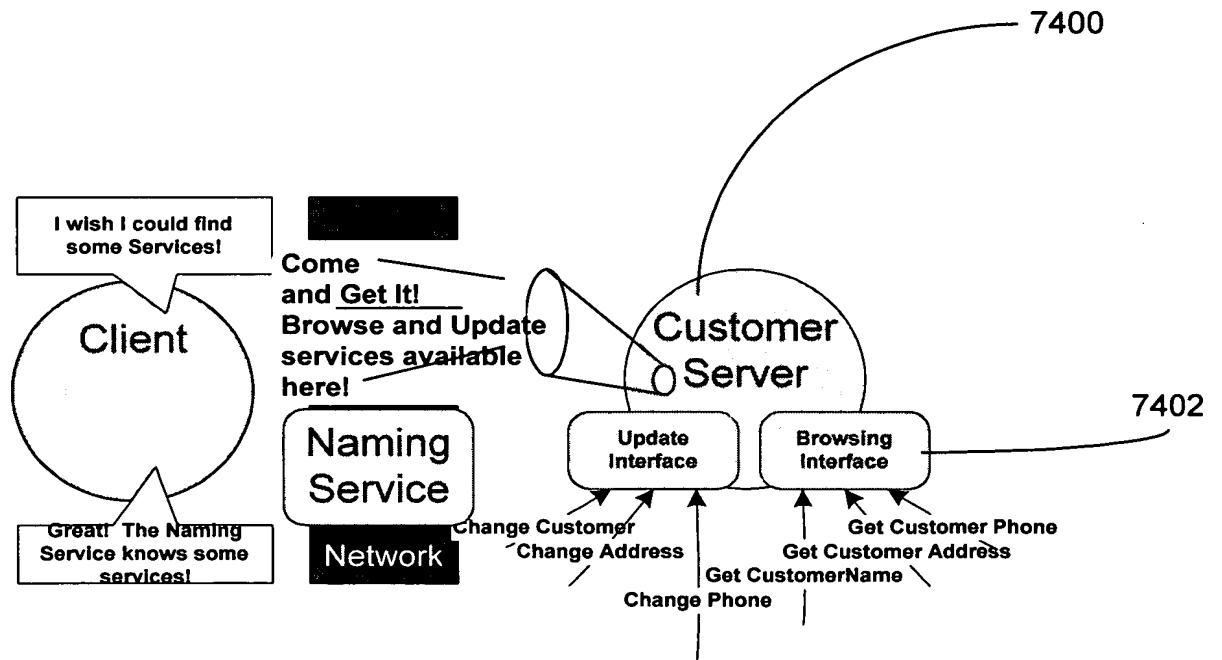 7400
I wish I could find
some Services!
Come
and Get It!
Browse and Update
services available
here!
Client
Customer
Server
7402
Naming
Service
Update
Interface
Browsing
Interface
Great! The Naming
Service knows some
services!
Network
Change Customer
Change Address
Change Phone
Get Customer Phone
Get Customer Address
Get CustomerName